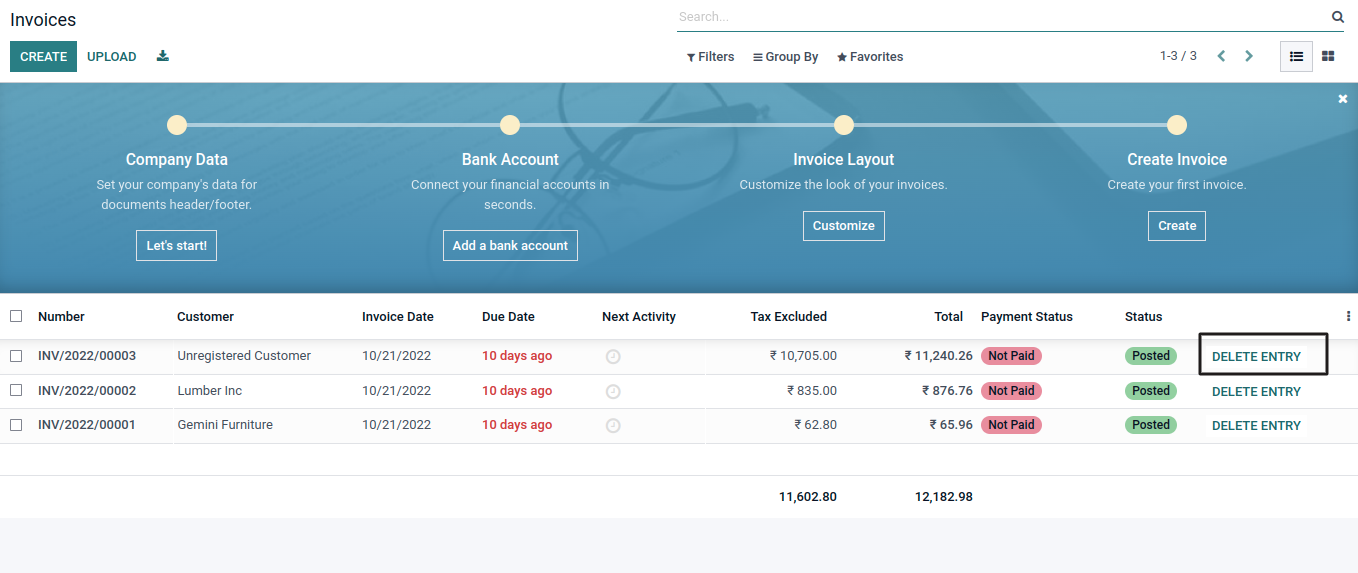 Invoices
Search...
CREATE UPLOAD
Filters Group By Favorites
1-3 / 3
Company Data
Set your company's data for
documents header/footer.
Let's start!
Bank Account
Connect your financial accounts in
seconds.
Add a bank account
Invoice Layout
Customize the look of your invoices.
Customize
Create Invoice
Create your first invoice.
Create
Number Customer Invoice Date Due Date Next Activity Tax Excluded Total Payment Status Status
INV/2022/00003 Unregistered Customer 10/21/2022 10 days ago ₹ 10,705.00 ₹ 11,240.26 Not Paid Posted DELETE ENTRY
INV/2022/00002 Lumber Inc 10/21/2022 10 days ago ₹ 835.00 ₹ 876.76 Not Paid Posted DELETE ENTRY
INV/2022/00001 Gemini Furniture 10/21/2022 10 days ago ₹ 62.80 ₹ 65.96 Not Paid Posted DELETE ENTRY
11,602.80 12,182.98